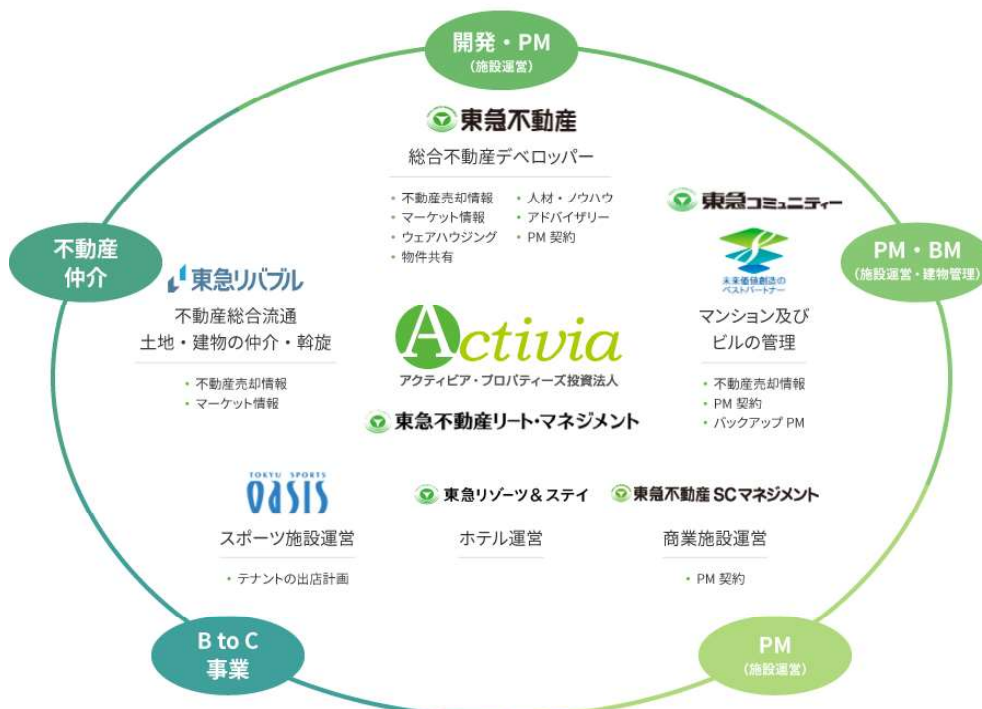 開発・PM
（施設運営）
東急不動産
総合不動産デベロッパー
・不動産売却情報
・マーケット情報
・ウェアハウジング
・物件共有
・人材・ノウハウ
・アドバイザリー
・PM 契約
不動産
仲介
東急リバブル
不動産総合流通
土地・建物の仲介・斡旋
・不動産売却情報
・マーケット情報
東急コミュニティー
未来価値創造の
ベストパートナー
マンション及び
ビルの管理
・不動産売却情報
・PM 契約
・バックアップ PM
PM・BM
（施設運営・建物管理）
Activia
アクティビア・プロパティーズ投資法人
東急不動産リート・マネジメント
TOKYU SPORTS
OASIS
スポーツ施設運営
・テナントの出店計画
東急リゾーツ＆ステイ
ホテル運営
東急不動産 SCマネジメント
商業施設運営
・PM 契約
B to C
事業
PM
（施設運営）